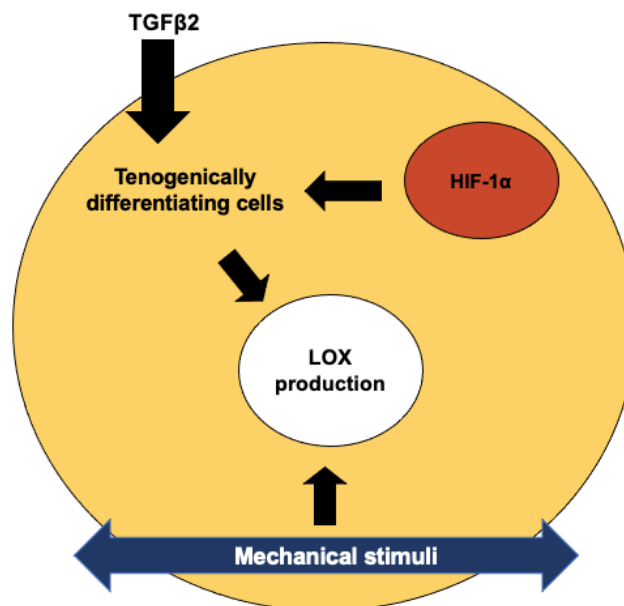 TGFβ2
Tenogenically
differentiating cells
HIF-1α
LOX
production
Mechanical stimuli